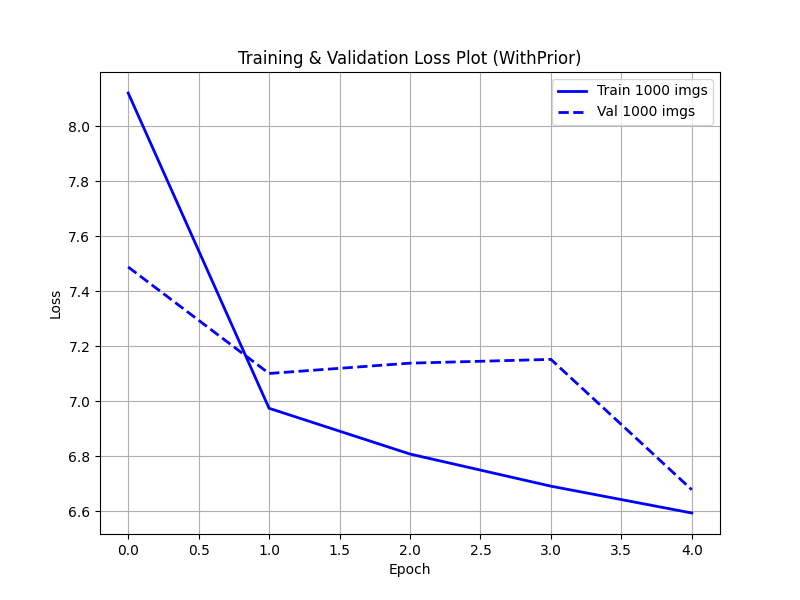 Training & Validation Loss Plot (WithPrior)
Train 1000 imgs
Val 1000 imgs
8.0
7.8
7.6
7.4
7.2
7.0
6.8
6.6
Loss
0.0 0.5 1.0 1.5 2.0 2.5 3.0 3.5 4.0
Epoch